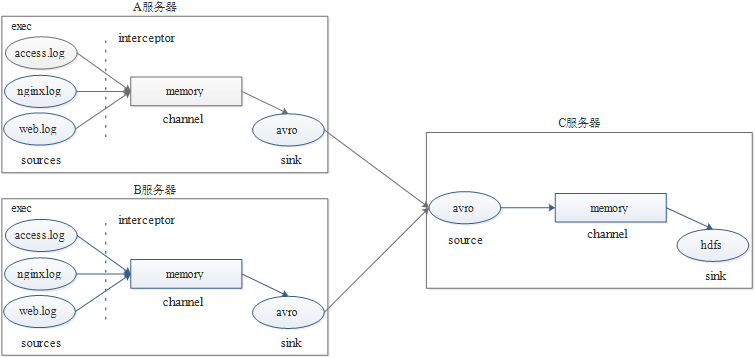 A服务器
exec
access.log
interceptor
nginxlog
memory
channel
web.log
avro
sources
sink
B服务器
exec
access.log
interceptor
nginxlog
memory
channel
web.log
avro
sources
sink
C服务器
avro
memory
source
channel
hdfs
sink